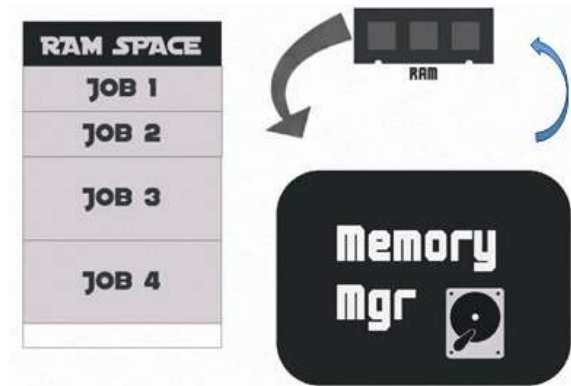 RAM SPACE
JOB 1
JOB 2
JOB 3
JOB 4
RAM
Memory
Mgr